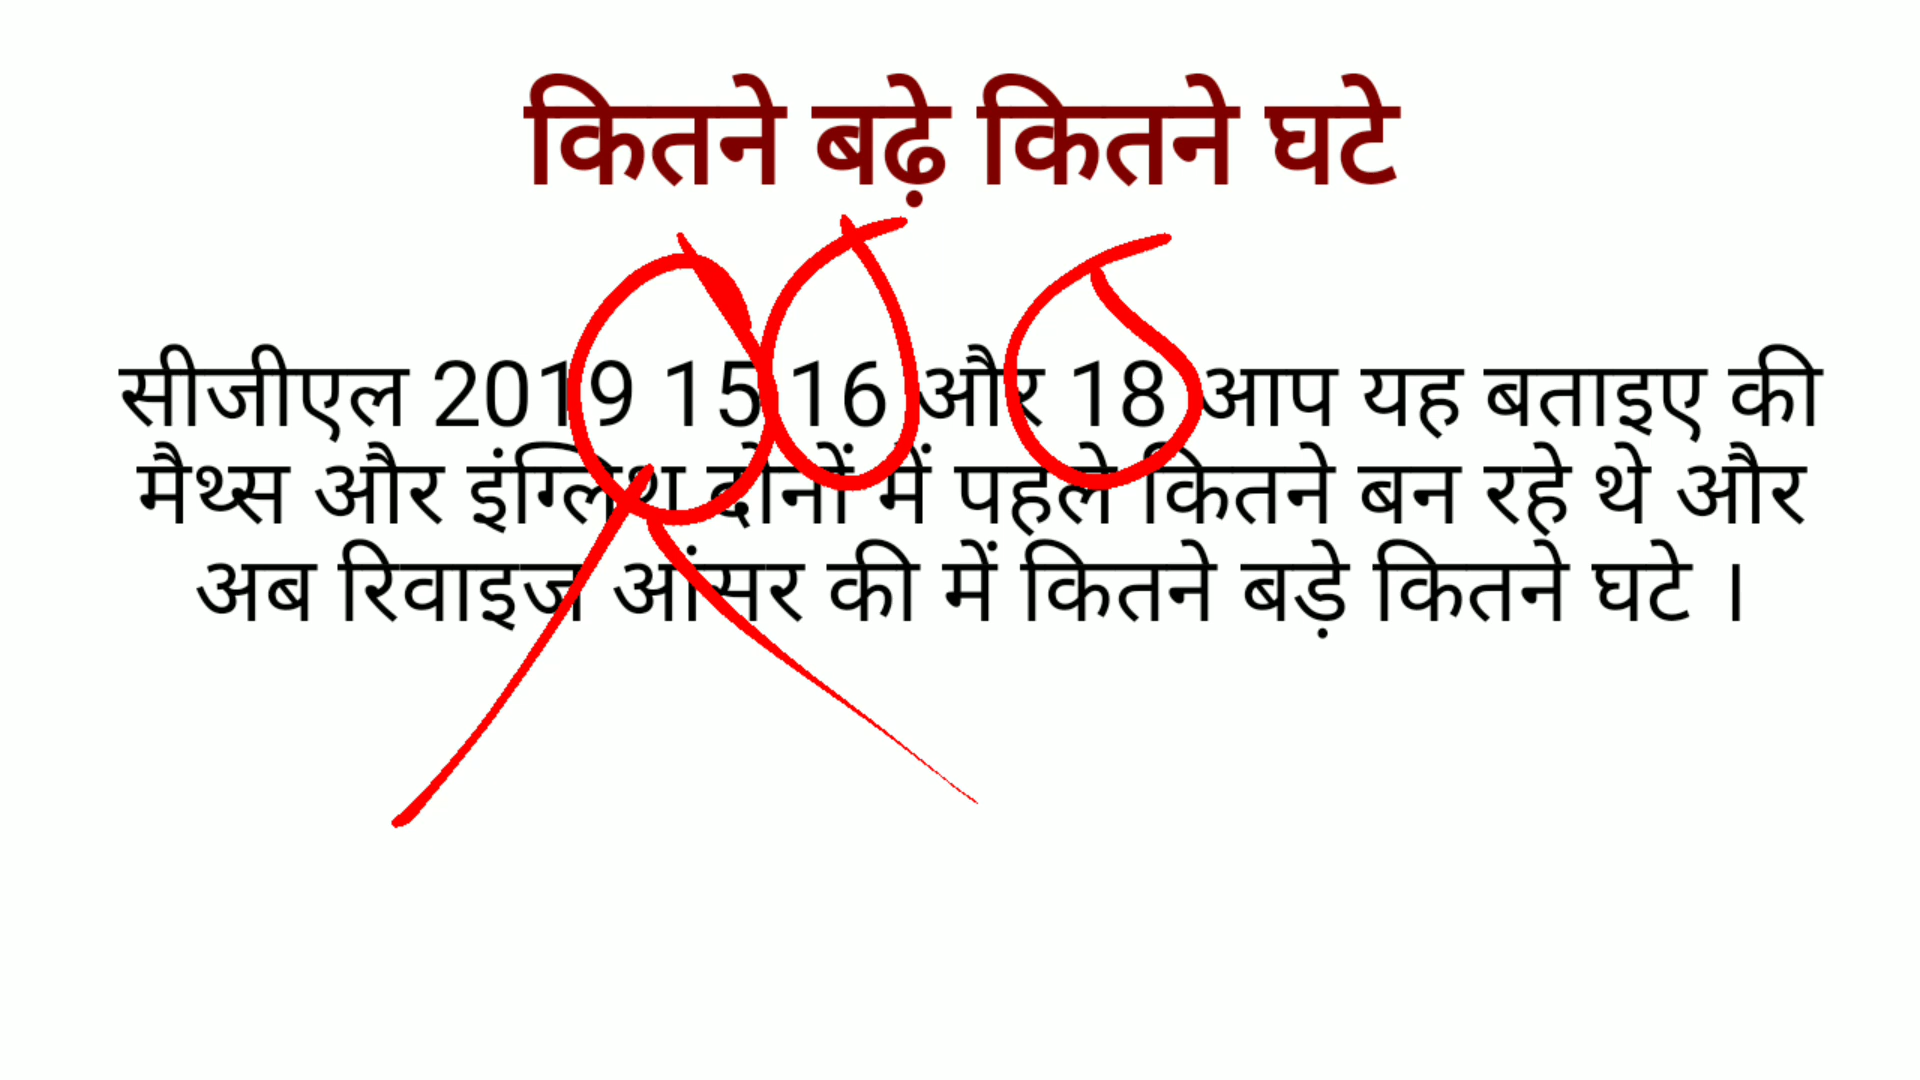 कितने बढ़े कितने घटे
सीजीएल 2019 15 16 और 18 आप यह बताइए की
मैथ्स और इंग्लिश दोनों में पहले कितने बन रहे थे और
अब रिवाइज आंसर की में कितने बड़े कितने घटे ।